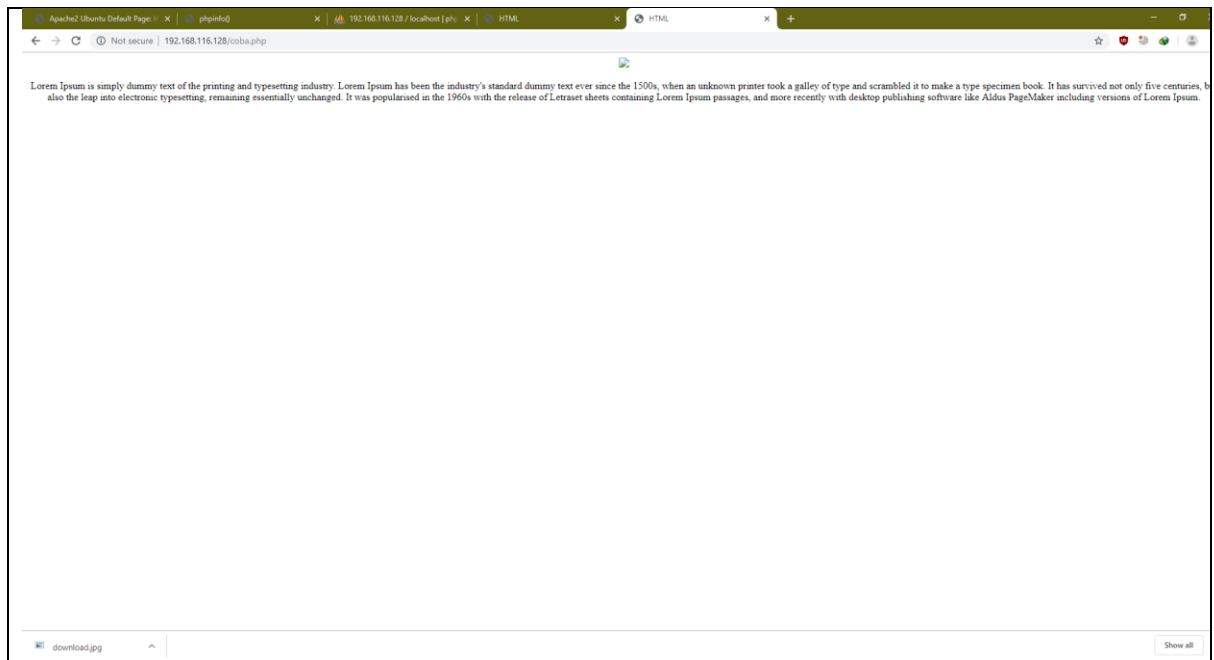 Apache2 Ubuntu Default Page: It
phpinfo()
192.168.116.128 / localhost | php
HTML
HTML
Not secure | 192.168.116.128/coba.php
Lorem Ipsum is simply dummy text of the printing and typesetting industry. Lorem Ipsum has been the industry's standard dummy text ever since the 1500s, when an unknown printer took a galley of type and scrambled it to make a type specimen book. It has survived not only five centuries, b
also the leap into electronic typesetting, remaining essentially unchanged. It was popularised in the 1960s with the release of Letraset sheets containing Lorem Ipsum passages, and more recently with desktop publishing software like Aldus PageMaker including versions of Lorem Ipsum.
download.jpg
Show all